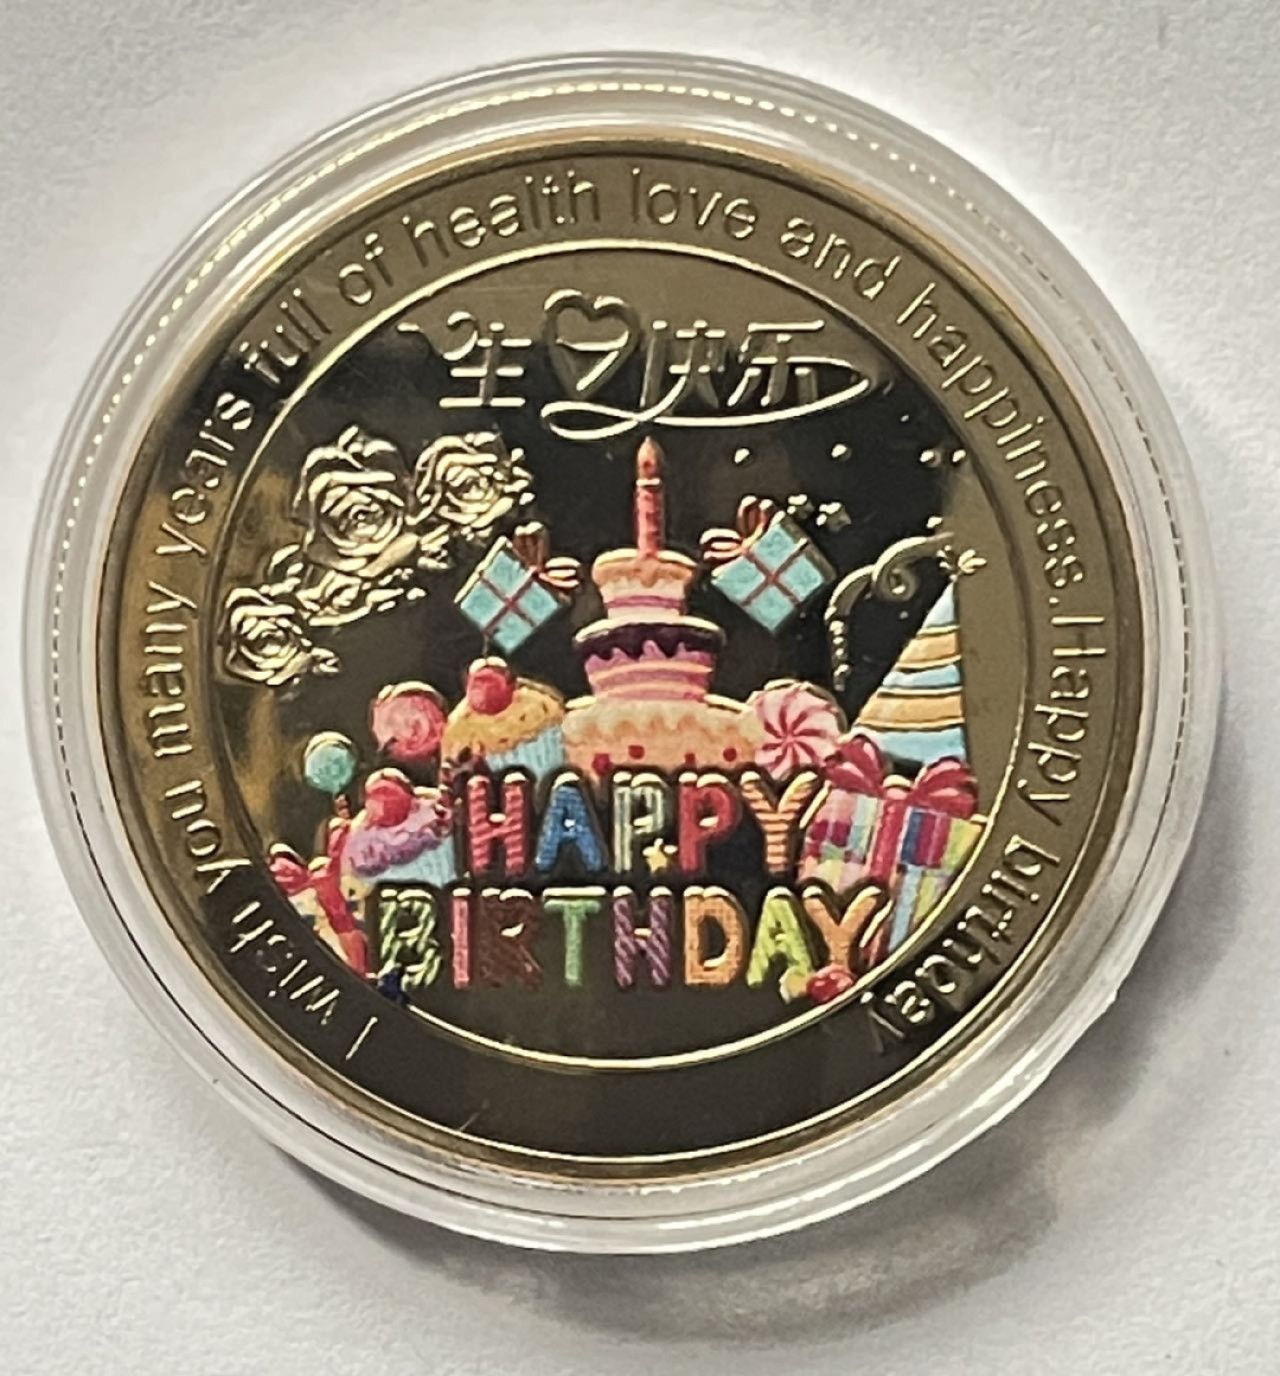 I wish you many years full of health love and happiness.Happy birthday
生日快乐
HAPPY
BIRTHDAY